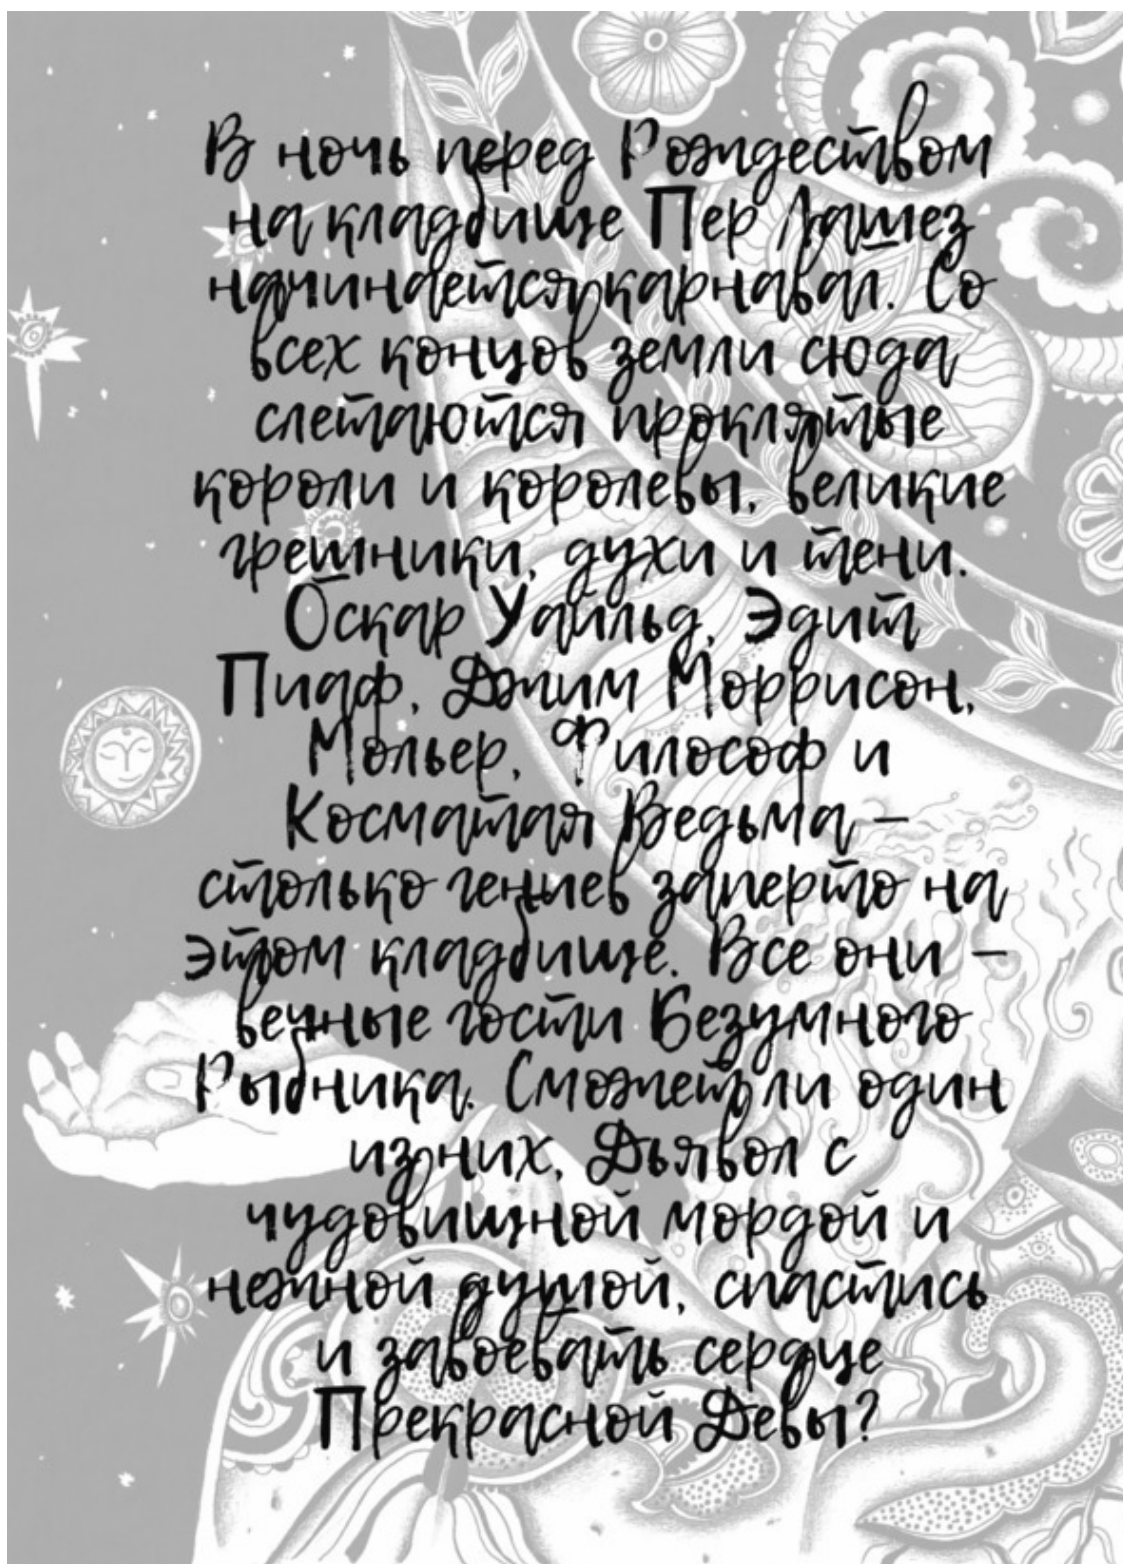 В ночь перед Рождеством
на кладбище Пер Лашез
начинается карнавал. Со
всех концов земли сюда
слетаются проклятые
короли и королевы, великие
грешники, духи и тени.
Оскар Уайльд, Эдит
Пиаф, Джим Моррисон,
Мольер, Философ и
Косматая Ведьма –
столько гениев заперто на
этом кладбище. Все они –
вечные гости Безумного
Рыбника. Сможет ли один
из них, Дьявол с
чудовищной мордой и
нежной душой, спастись
и завоевать сердце
Прекрасной Девы?